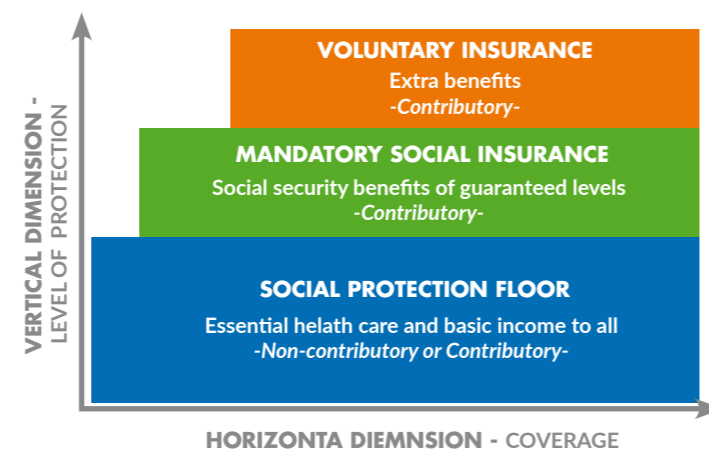 VOLUNTARY INSURANCE
Extra benefits
-Contributory-
MANDATORY SOCIAL INSURANCE
Social security benefits of guaranteed levels
-Contributory-
SOCIAL PROTECTION FLOOR
Essential helath care and basic income to all
-Non-contributory or Contributory-
VERTICAL DIMENSION -
LEVEL OF PROTECTION
HORIZONTA DIEMNSION - COVERAGE